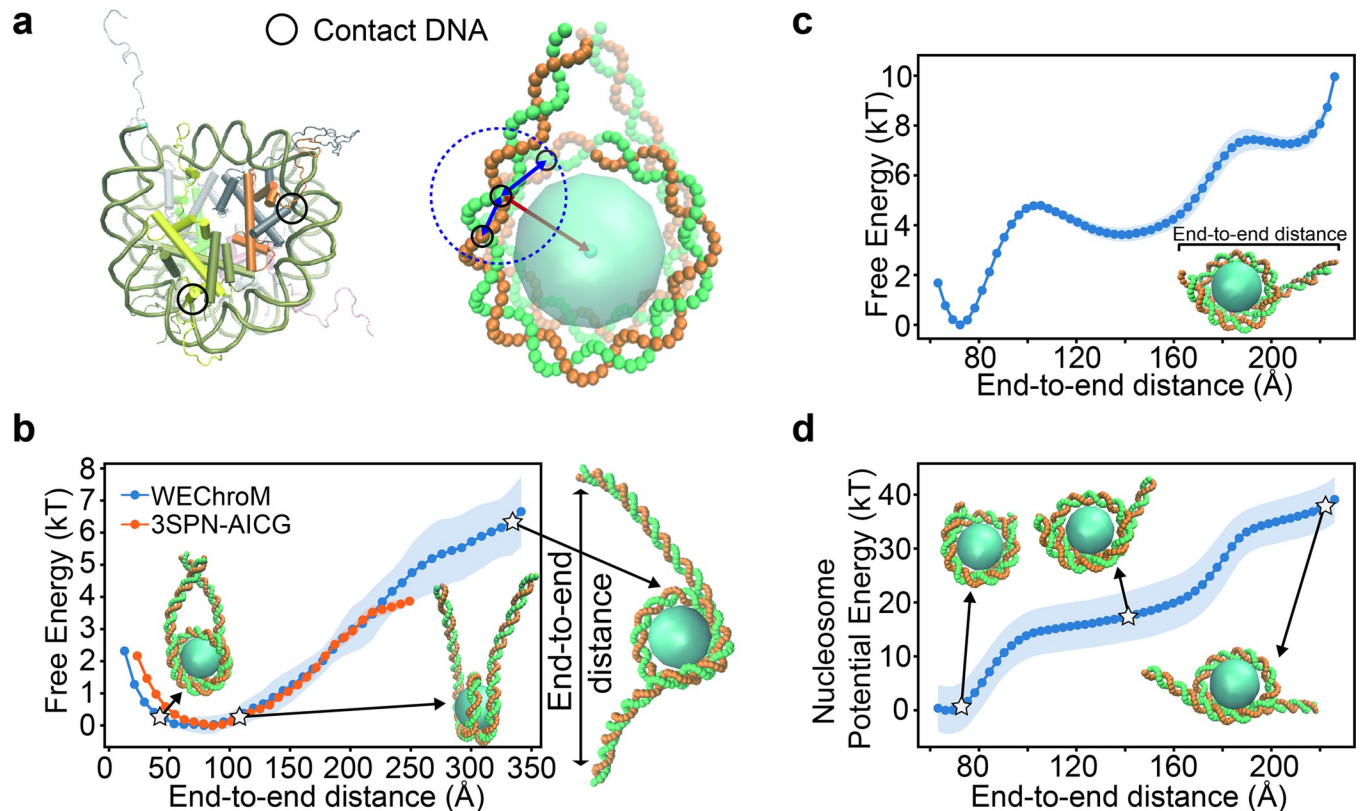 a
Contact DNA
c
Free Energy (kT)
10
8
6
4
2
0
End-to-end distance
80
120
160
200
End-to-end distance (Å)
b
Free Energy (kT)
8
7
6
5
4
3
2
1
0
WEChroM
3SPN-AICG
0
50
100
150
200
250
300
350
End-to-end distance (Å)
End-to-end
distance
d
Nucleosome
Potential Energy (kT)
40
30
20
10
0
80
120
160
200
End-to-end distance (Å)